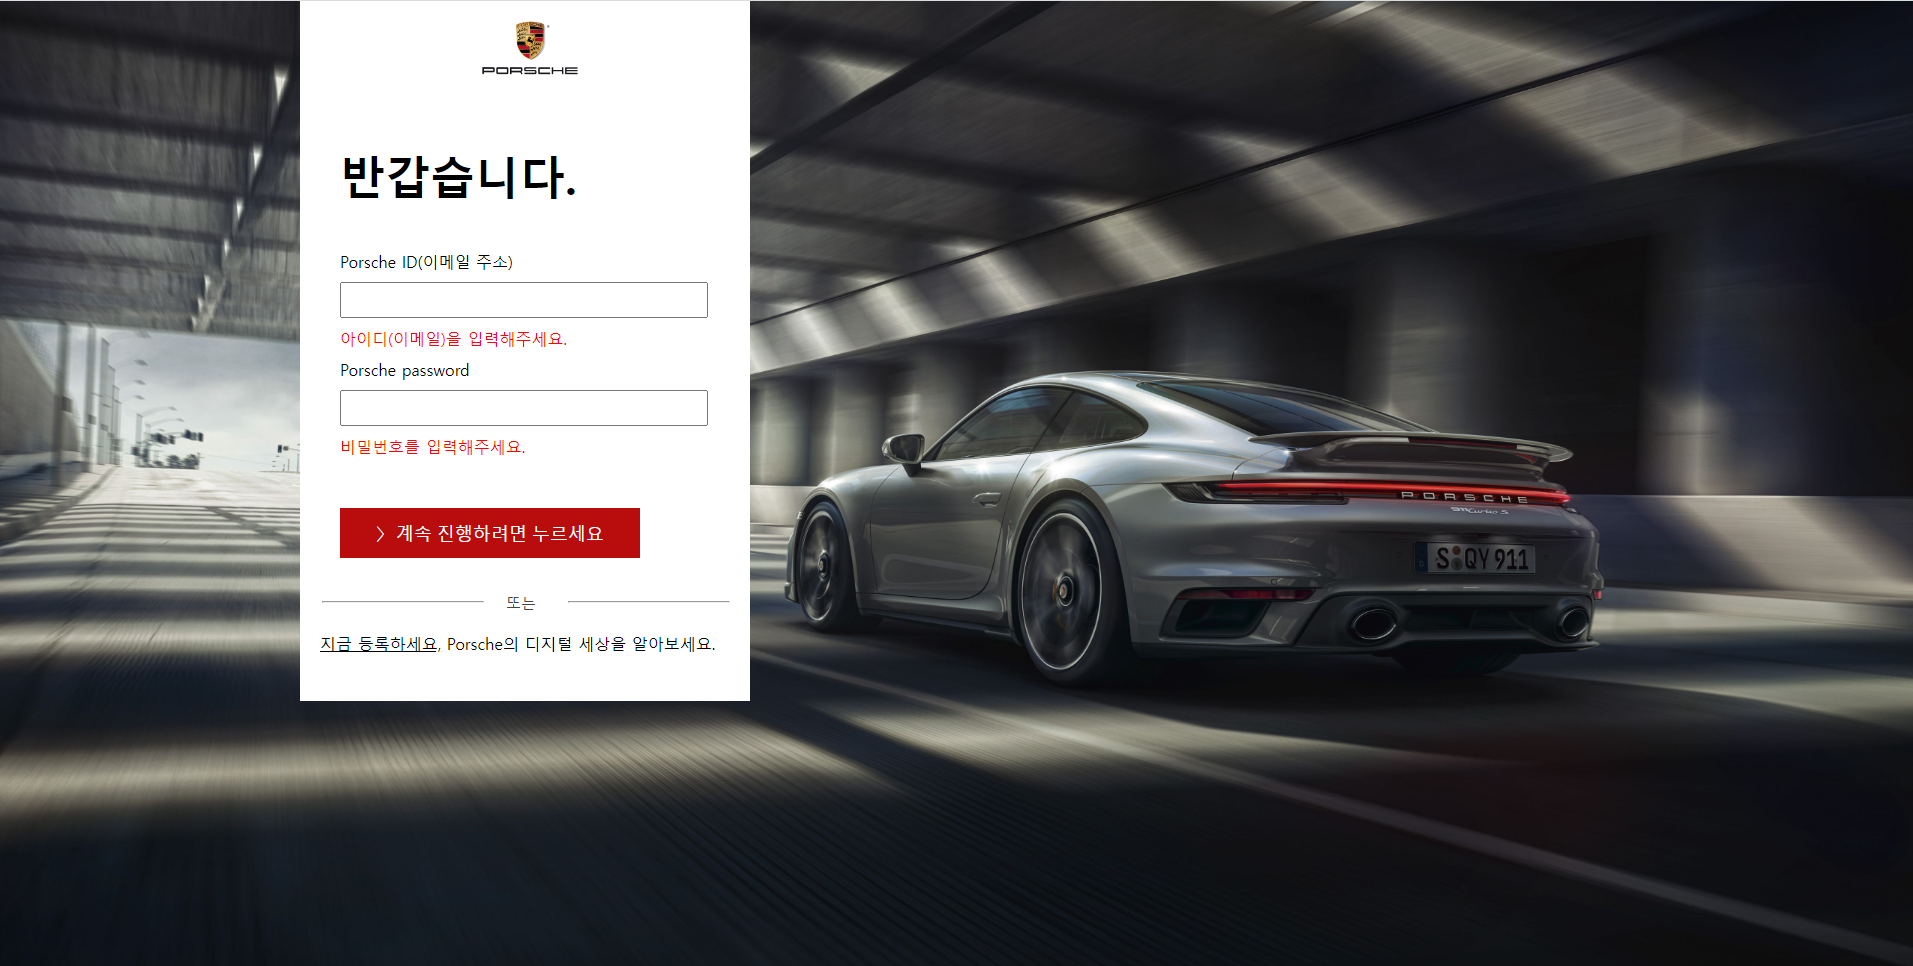 PORSCHE
반갑습니다.
Porsche ID(이메일 주소)
아이디(이메일)을 입력해주세요.
Porsche password
비밀번호를 입력해주세요.
〉 계속 진행하려면 누르세요
또는
지금 등록하세요, Porsche의 디지털 세상을 알아보세요.
PORSCHE
911 turbo S
S QY 911